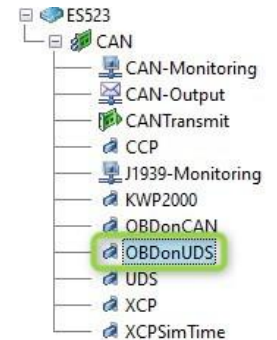 ES523
CAN
CAN-Monitoring
CAN-Output
CANTransmit
CCP
J1939-Monitoring
KWP2000
OBDonCAN
OBDonUDS
UDS
XCP
XCPSimTime